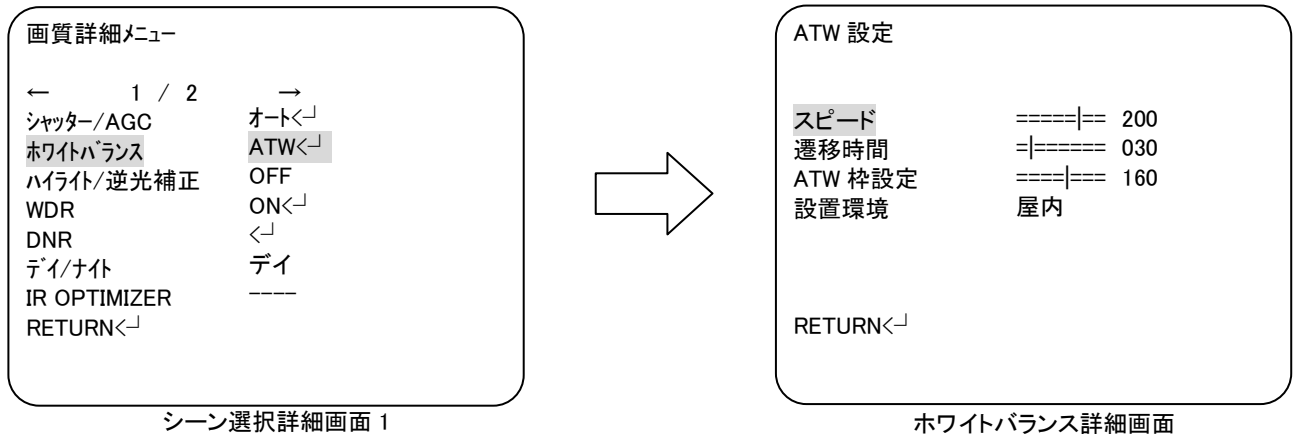 画質詳細ﾒﾆｭｰ
← 1 / 2 →
ｼｬｯﾀｰ/AGC オート<┘
ﾎﾜｲﾄﾊﾞﾗﾝｽ ATW<┘
ﾊｲﾗｲﾄ/逆光補正 OFF
WDR ON<┘
DNR <┘
ﾃﾞｲ/ﾅｲﾄ デイ
IR OPTIMIZER ----
RETURN<┘
シーン選択詳細画面 1
ATW 設定
スピード =====|== 200
遷移時間 =|====== 030
ATW 枠設定 ====|=== 160
設置環境 屋内
RETURN<┘
ホワイトバランス詳細画面